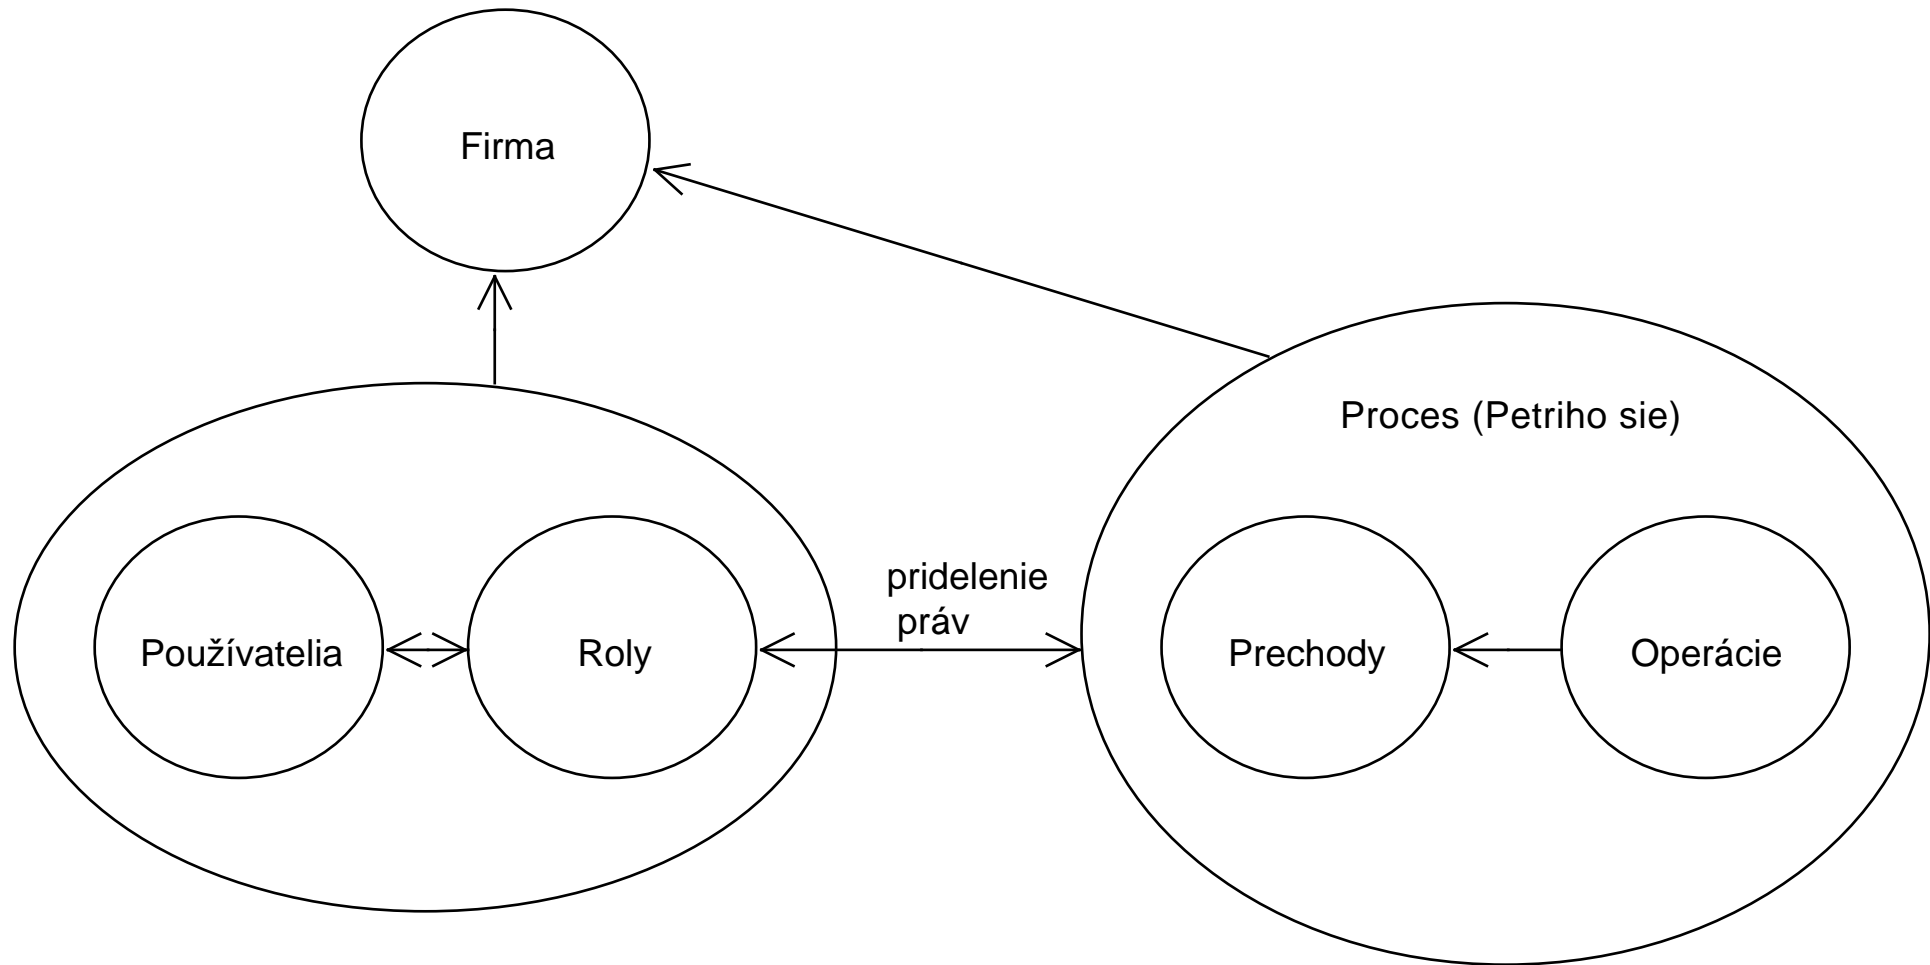 Firma
Proces (Petriho sie)
pridelenie
práv
Používatelia
Roly
Prechody
Operácie